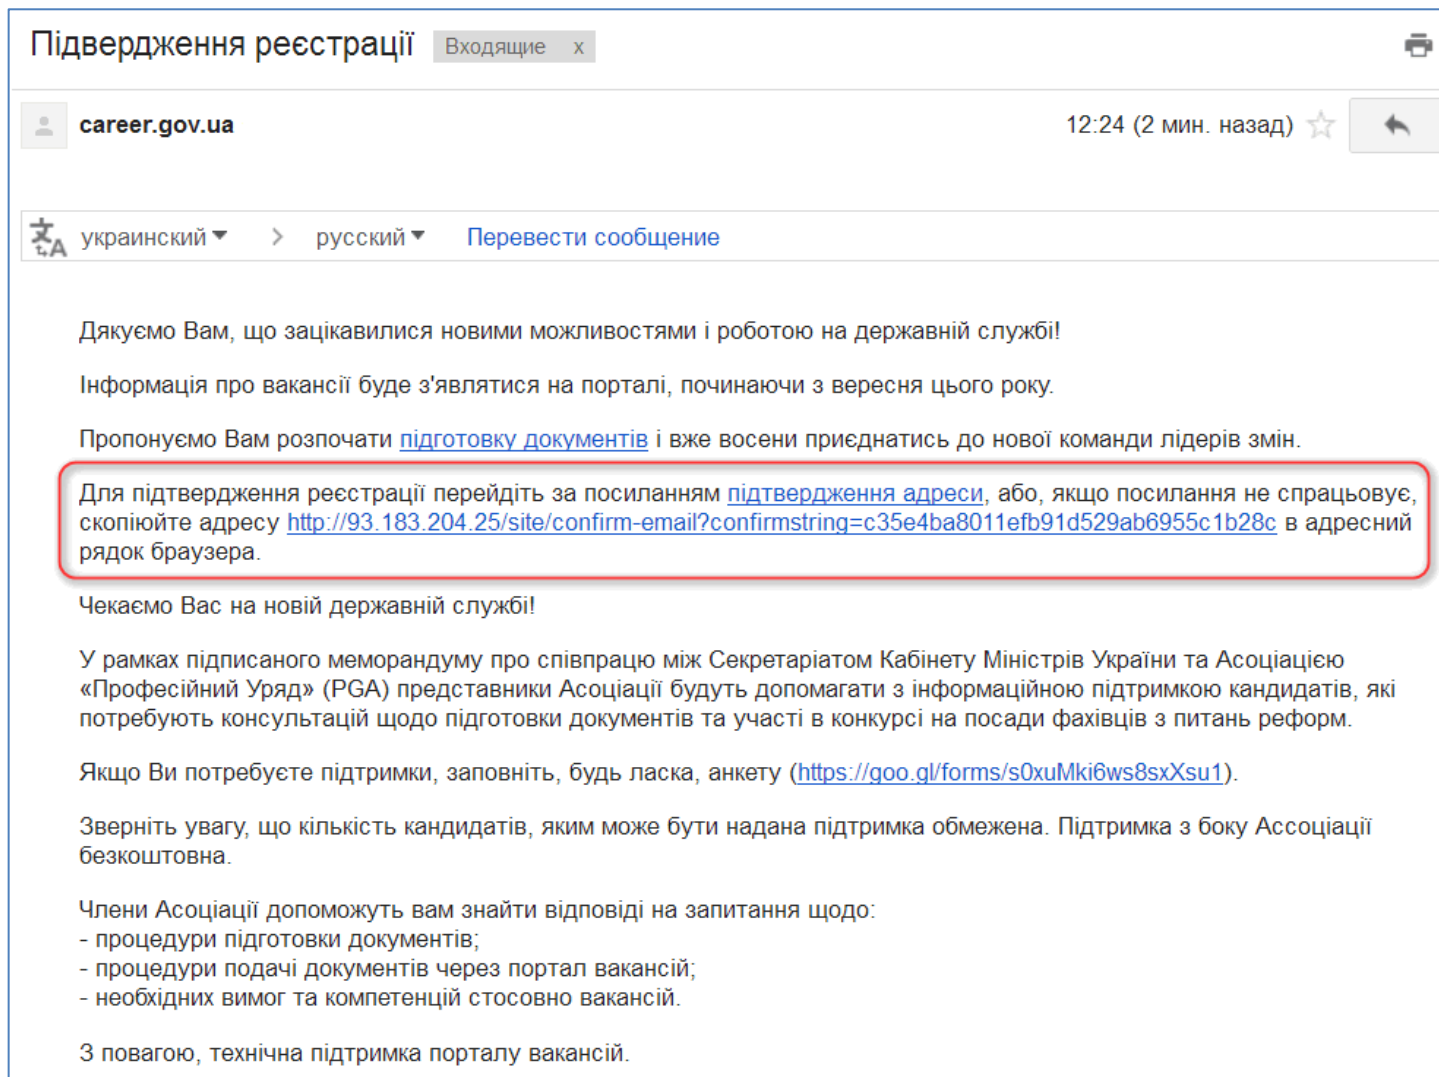 Підвердження реєстрації Входящие x
career.gov.ua 12:24 (2 мин. назад)
украинский > русский Перевести сообщение
Дякуємо Вам, що зацікавилися новими можливостями і роботою на державній службі!
Інформація про вакансії буде з'являтися на порталі, починаючи з вересня цього року.
Пропонуємо Вам розпочати підготовку документів і вже восени приєднатись до нової команди лідерів змін.
Для підтвердження реєстрації перейдіть за посиланням підтвердження адреси, або, якщо посилання не спрацьовує,
скопіюйте адресу http://93.183.204.25/site/confirm-email?confirmstring=c35e4ba8011efb91d529ab6955c1b28c в адресний
рядок браузера.
Чекаємо Вас на новій державній службі!
У рамках підписаного меморандуму про співпрацю між Секретаріатом Кабінету Міністрів України та Асоціацією
«Професійний Уряд» (PGA) представники Асоціації будуть допомагати з інформаційною підтримкою кандидатів, які
потребують консультацій щодо підготовки документів та участі в конкурсі на посади фахівців з питань реформ.
Якщо Ви потребуєте підтримки, заповніть, будь ласка, анкету (https://goo.gl/forms/s0xuMki6ws8sxXsu1).
Зверніть увагу, що кількість кандидатів, яким може бути надана підтримка обмежена. Підтримка з боку Ассоціації
безкоштовна.
Члени Асоціації допоможуть вам знайти відповіді на запитання щодо:
- процедури підготовки документів;
- процедури подачі документів через портал вакансій;
- необхідних вимог та компетенцій стосовно вакансій.
З повагою, технічна підтримка порталу вакансій.